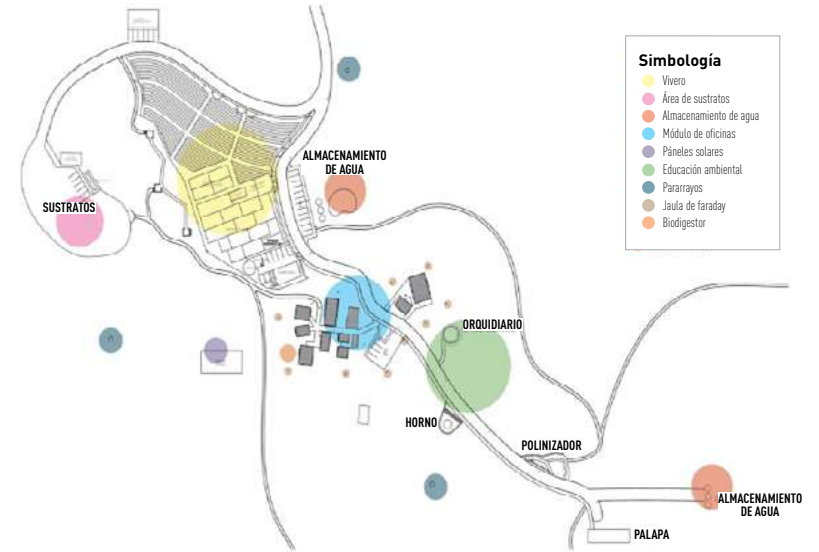 Simbología
Vivero
Área de sustratos
Almacenamiento de agua
Módulo de oficinas
Páneles solares
Educación ambiental
Pararrayos
Jaula de faraday
Biodigestor
ALMACENAMIENTO
DE AGUA
SUSTRATOS
ORQUIDIARIO
HORNO
POLINIZADOR
ALMACENAMIENTO
DE AGUA
PALAPA